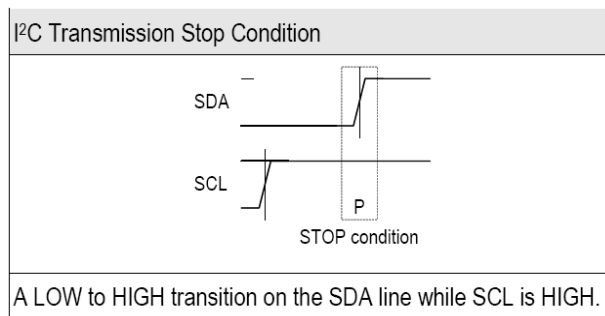 I²C Transmission Stop Condition
SDA
SCL
P
STOP condition
A LOW to HIGH transition on the SDA line while SCL is HIGH.